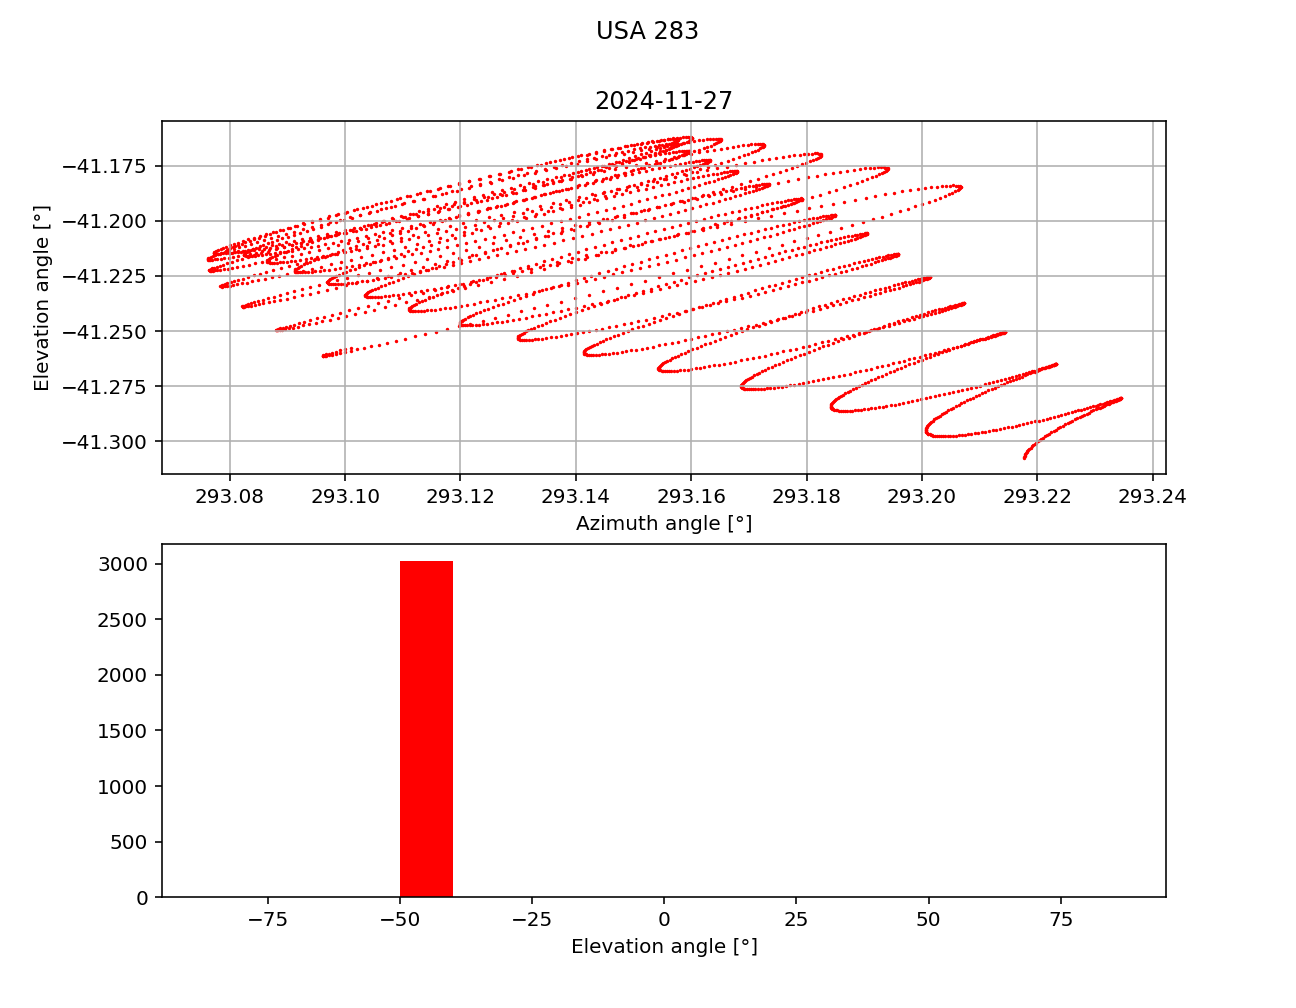 USA 283
2024-11-27
−41.175
−41.200
−41.225
−41.250
−41.275
−41.300
Elevation angle [°]
293.08 293.10 293.12 293.14 293.16 293.18 293.20 293.22 293.24
Azimuth angle [°]
3000
2500
2000
1500
1000
500
0
−75 −50 −25 0 25 50 75
Elevation angle [°]